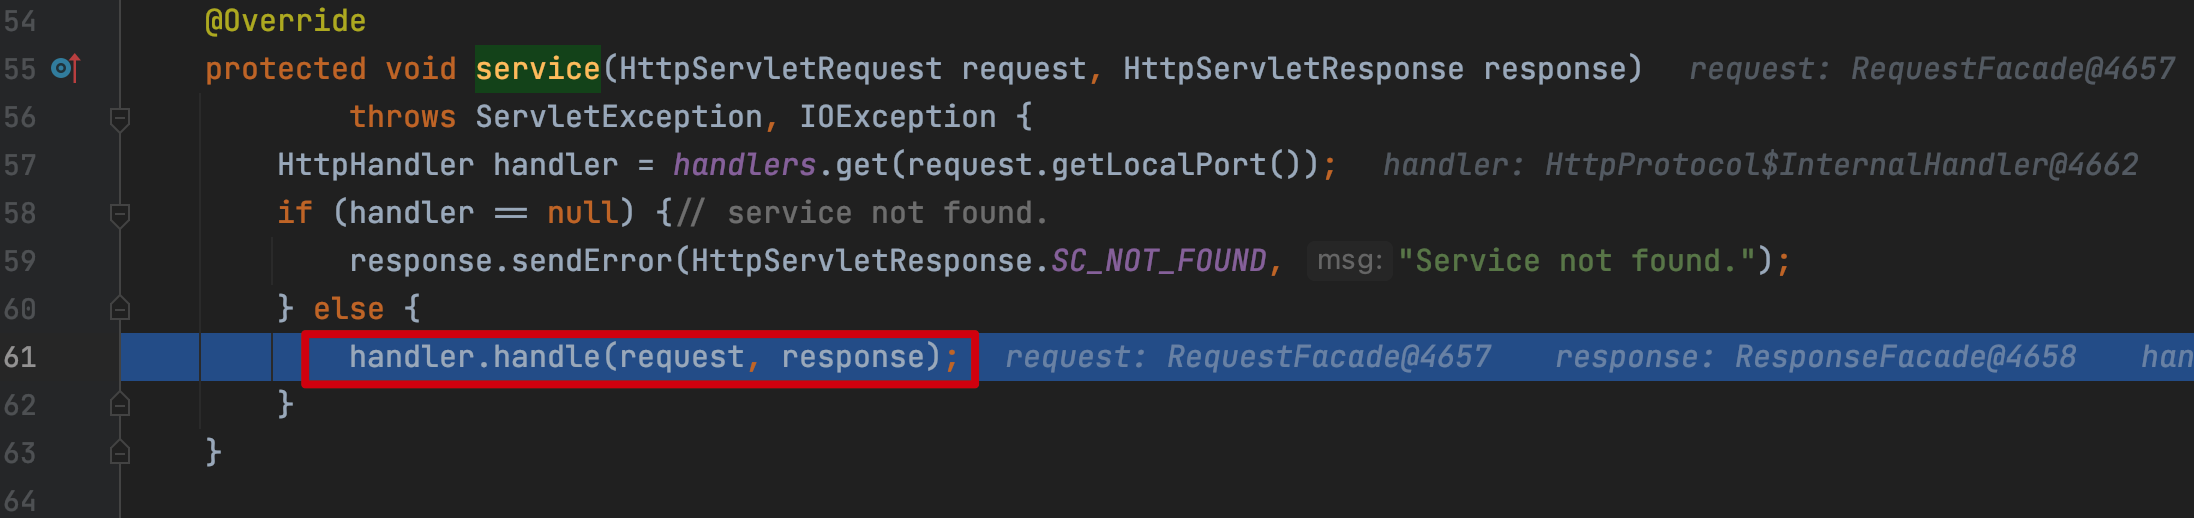 54 @Override
55 protected void service(HttpServletRequest request, HttpServletResponse response) request: RequestFacade@4657
56 throws ServletException, IOException {
57 HttpHandler handler = handlers.get(request.getLocalPort()); handler: HttpProtocol$InternalHandler@4662
58 if (handler == null) {// service not found.
59 response.sendError(HttpServletResponse.SC_NOT_FOUND, msg: "Service not found.");
60 } else {
61 handler.handle(request, response); request: RequestFacade@4657 response: ResponseFacade@4658 han
62 }
63 }
64